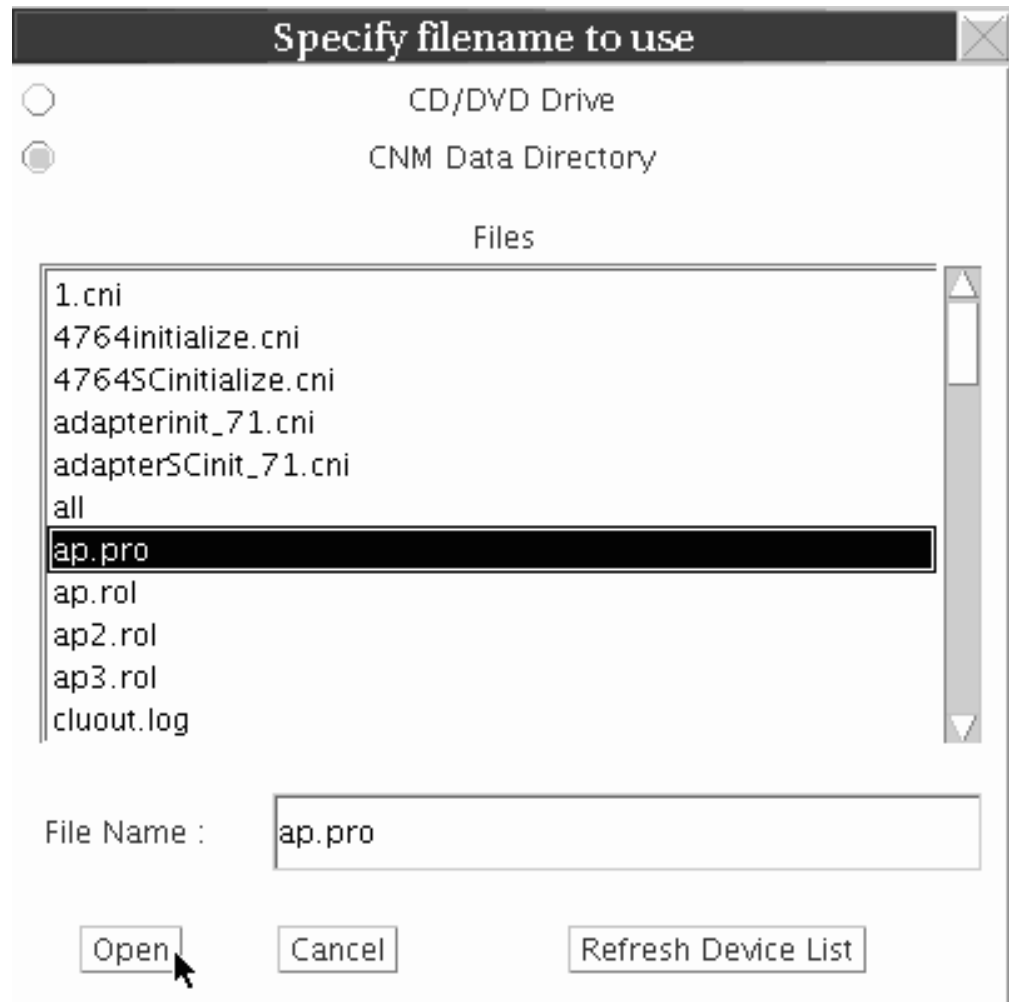 Specify filename to use
CD/DVD Drive
CNM Data Directory
Files
1.cni
4764initialize.cni
4764SCinitialize.cni
adapterinit_71.cni
adapterSCinit_71.cni
all
ap.pro
ap.rol
ap2.rol
ap3.rol
cluout.log
File Name : ap.pro
Open Cancel Refresh Device List